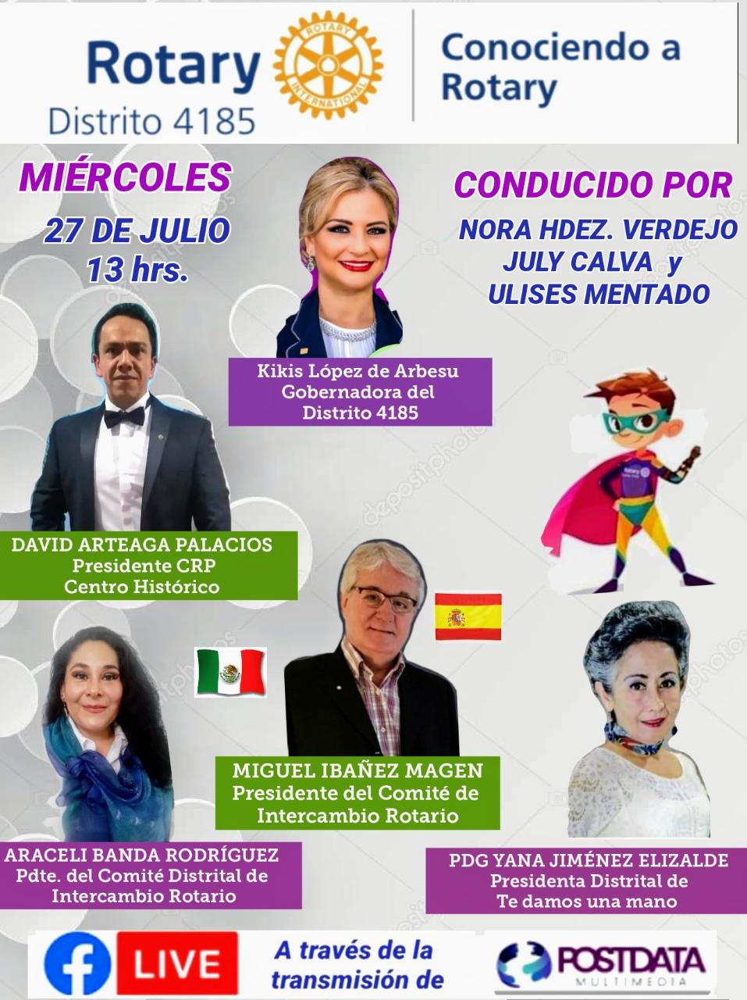 Rotary
Distrito 4185
ROTARY
INTERNATIONAL
Conociendo a
Rotary
MIÉRCOLES
27 DE JULIO
13 hrs.
CONDUCIDO POR
NORA HDEZ. VERDEJO
JULY CALVA y
ULISES MENTADO
Kikis López de Arbesu
Gobernadora del
Distrito 4185
DAVID ARTEAGA PALACIOS
Presidente CRP
Centro Histórico
Rotary
MIGUEL IBAÑEZ MAGEN
Presidente del Comité de
Intercambio Rotario
ARACELI BANDA RODRÍGUEZ
Pdte. del Comité Distrital de
Intercambio Rotario
PDG YANA JIMÉNEZ ELIZALDE
Presidenta Distrital de
Te damos una mano
f LIVE
A través de la
transmisión de
POSTDATA
MULTIMEDIA
depositphotos